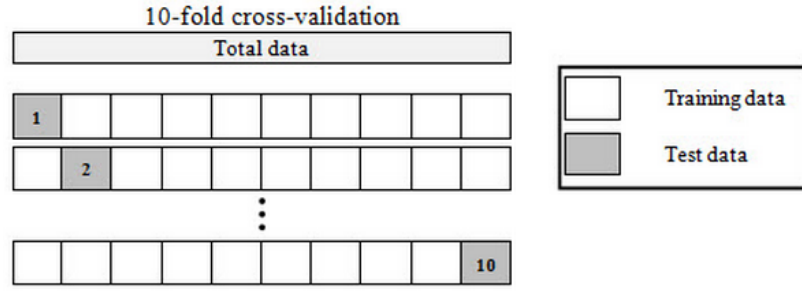 10-fold cross-validation
Total data
1
2
10
Training data
Test data